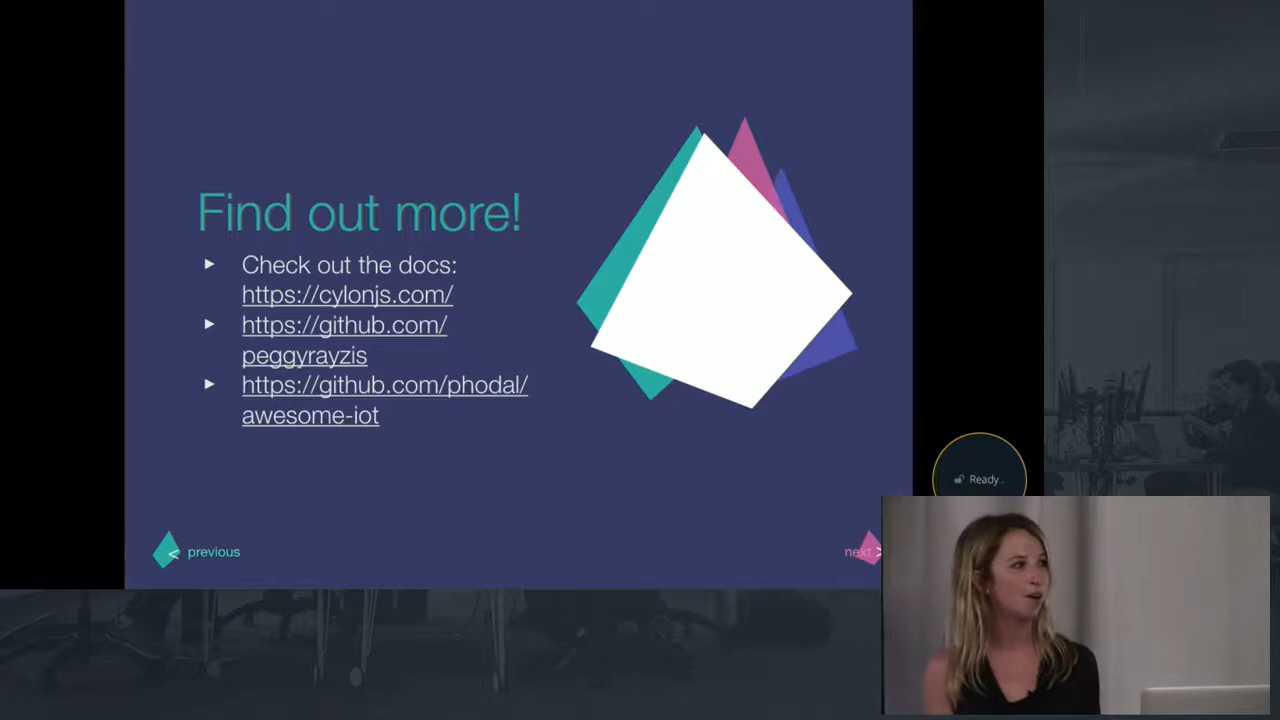 Find out more!
▸ Check out the docs:
https://cylonjs.com/
▸ https://github.com/
peggyrayzis
▸ https://github.com/phodal/
awesome-iot
Ready..
< previous
next >